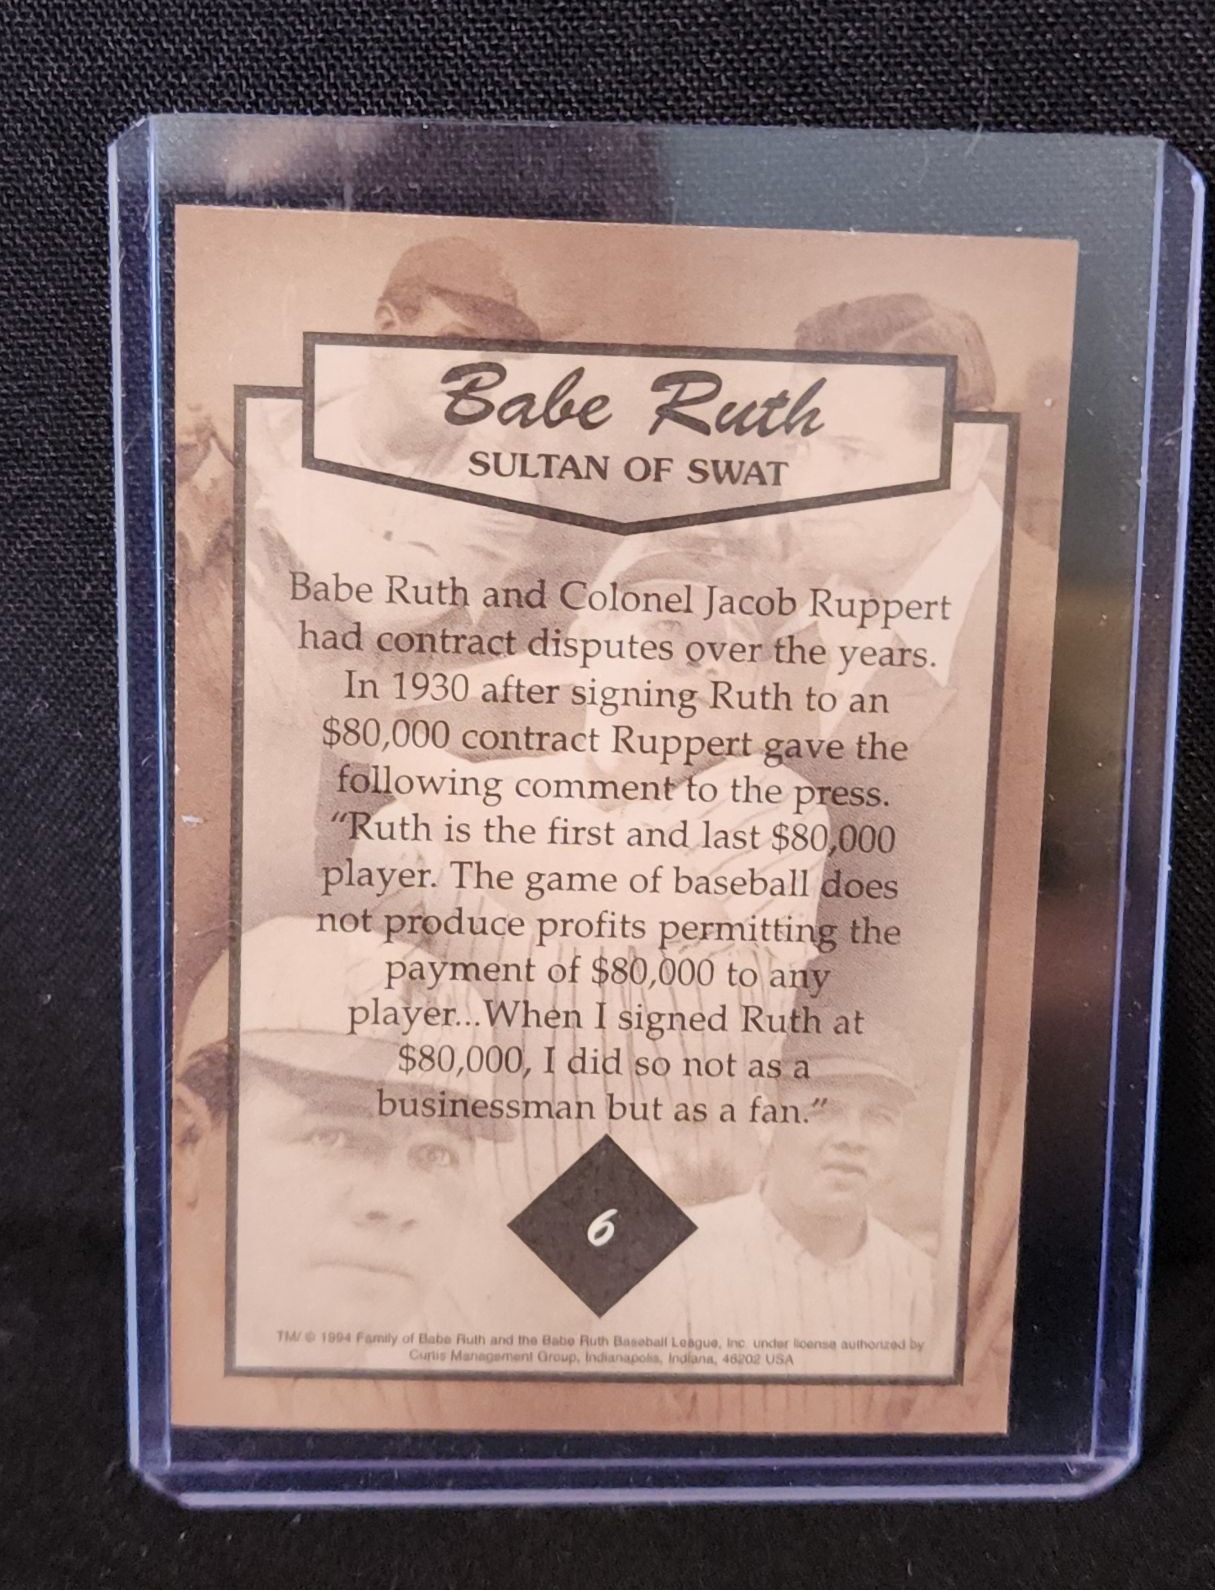 Babe Ruth
SULTAN OF SWAT
Babe Ruth and Colonel Jacob Ruppert
had contract disputes over the years.
In 1930 after signing Ruth to an
$80,000 contract Ruppert gave the
following comment to the press.
“Ruth is the first and last $80,000
player. The game of baseball does
not produce profits permitting the
payment of $80,000 to any
player...When I signed Ruth at
$80,000, I did so not as a
businessman but as a fan.”
6
TM/ © 1994 Family of Babe Ruth and the Babe Ruth Baseball League, Inc. under license authorized by
Curtis Management Group, Indianapolis, Indiana, 46202 USA